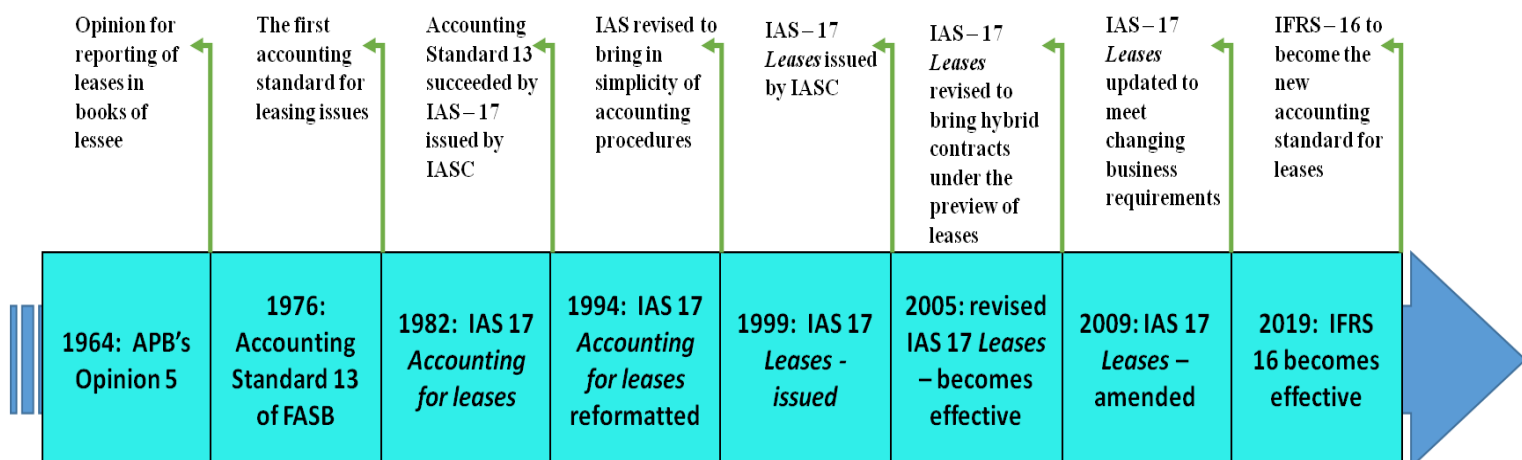 Opinion for
reporting of
leases in
books of
lessee
The first
accounting
standard for
leasing issues
Accounting
Standard 13
succeeded by
IAS – 17
issued by
IASC
IAS revised to
bring in
simplicity of
accounting
procedures
IAS – 17
Leases issued
by IASC
IAS – 17
Leases
revised to
bring hybrid
contracts
under the
preview of
leases
IAS – 17
Leases
updated to
meet
changing
business
requirements
IFRS – 16 to
become the
new
accounting
standard for
leases
1964: APB's
Opinion 5
1976:
Accounting
Standard 13
of FASB
1982: IAS 17
Accounting
for leases
1994: IAS 17
Accounting
for leases
reformatted
1999: IAS 17
Leases -
issued
2005: revised
IAS 17 Leases
– becomes
effective
2009: IAS 17
Leases –
amended
2019: IFRS
16 becomes
effective